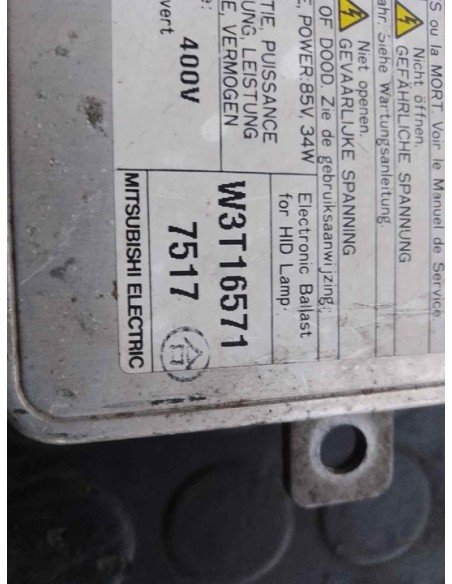 S ou la MORT. Voir le Manuel de Service.
Nicht öffnen.
GEFÄHRLICHE SPANNUNG
ahr. Siehe Wartungsanleitung.
Niet openen.
GEVAARLIJKE SPANNING
OF DOOD. Zie de gebruiksaanwijzing.
E, POWER:85V, 34W
TIE, PUISSANCE
UNG, LEISTUNG
E, VERMOGEN
e:
400V
vert
Electronic Ballast
for HID Lamp.
W3T16571
7517
MITSUBISHI ELECTRIC